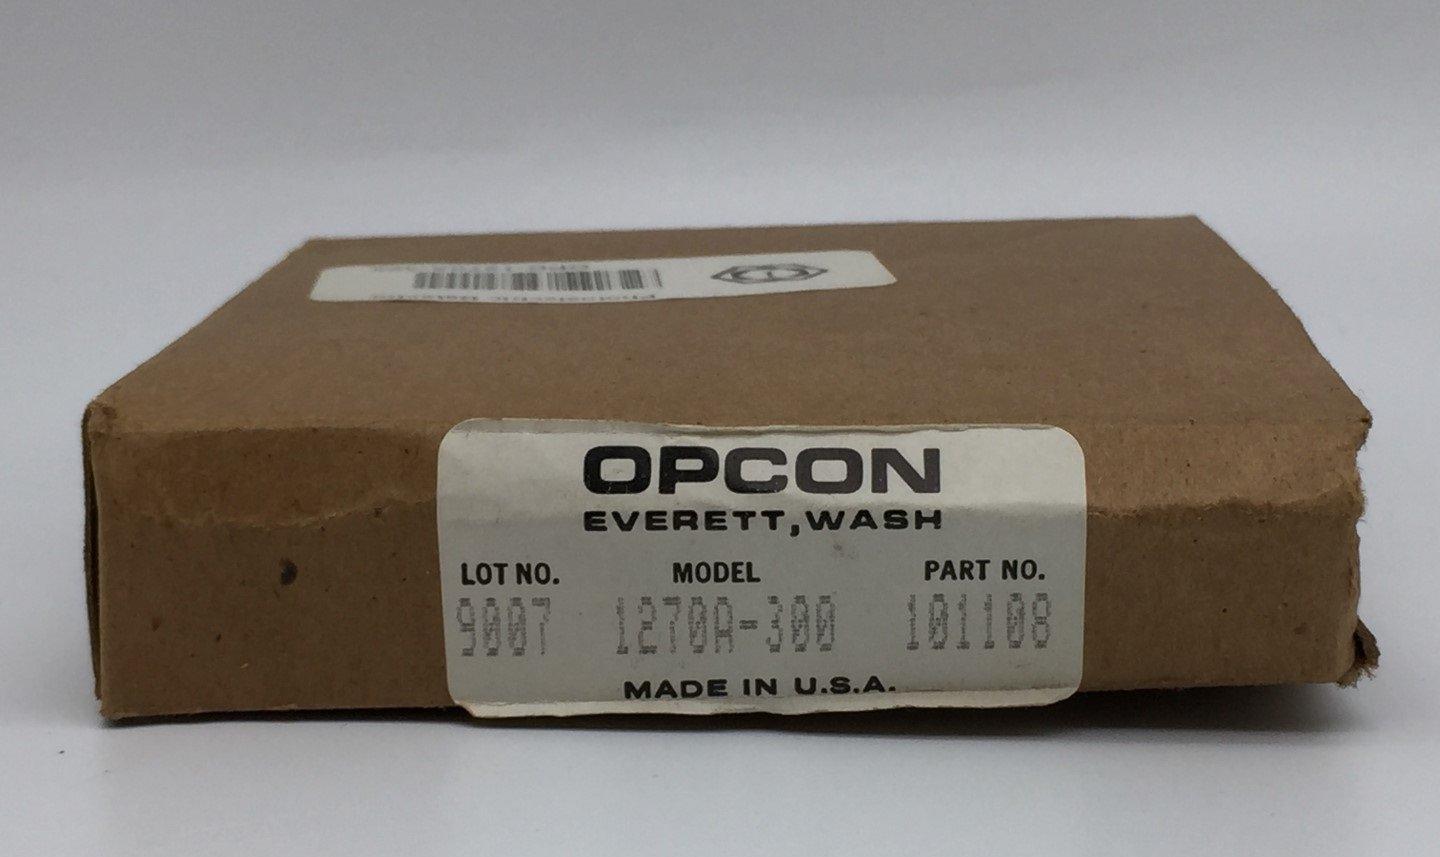 OPCON
EVERETT, WASH
LOT NO. MODEL PART NO.
9007 1270A-300 101108
MADE IN U.S.A.